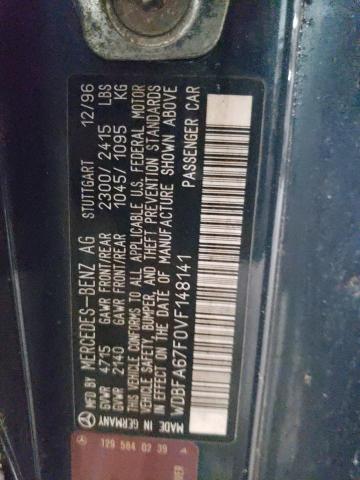 MFD. BY MERCEDES-BENZ AG STUTTGART 12/96
GVWR 4715 GAWR FRONT/REAR 2300/2415 LBS
GVWR 2140 GAWR FRONT/REAR 1045/1095 KG
THIS VEHICLE CONFORMS TO ALL APPLICABLE U.S. FEDERAL MOTOR
VEHICLE SAFETY, BUMPER, AND THEFT PREVENTION STANDARDS
IN EFFECT ON THE DATE OF MANUFACTURE SHOWN ABOVE
WDBFA67F0VF148141 PASSENGER CAR
MADE IN GERMANY
129 584 02 39